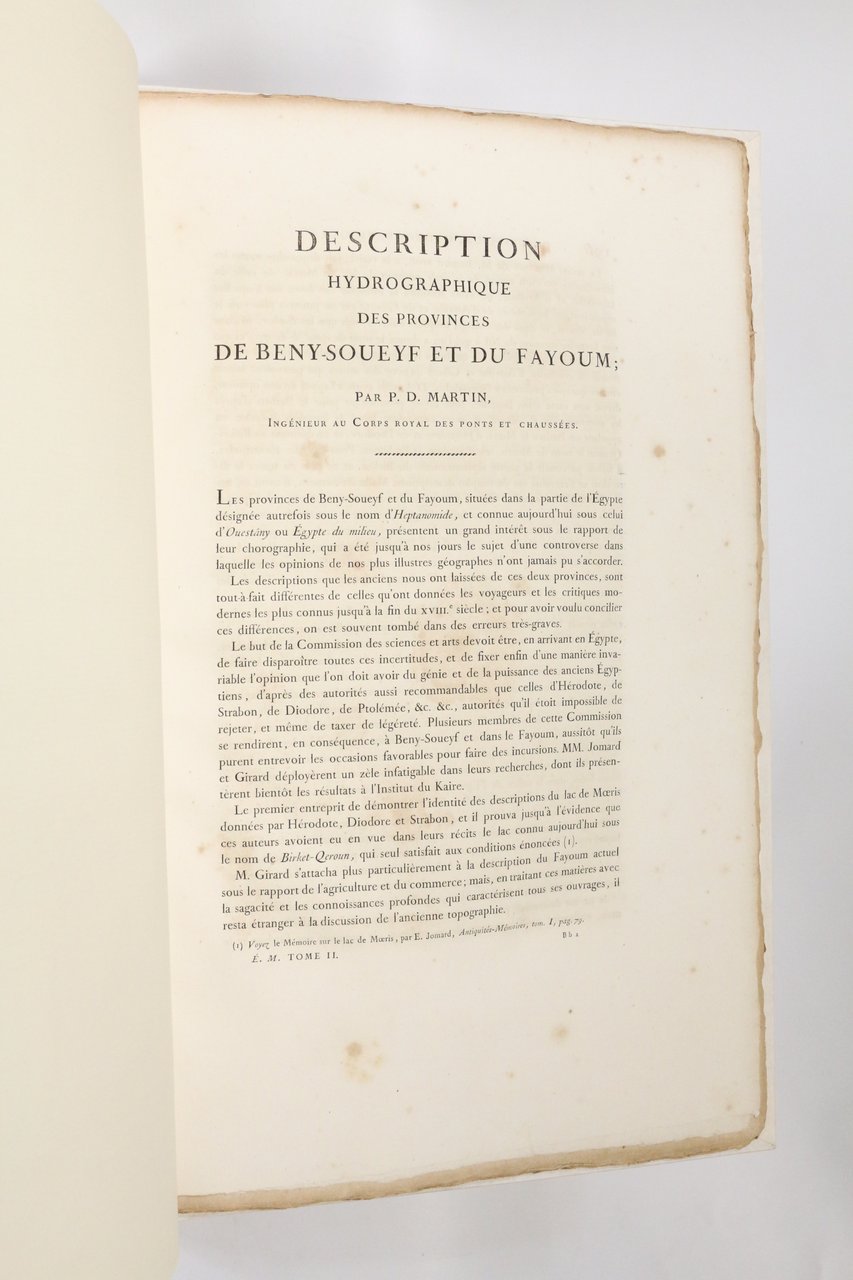 DESCRIPTION
HYDROGRAPHIQUE
DES PROVINCES
DE BENY-SOUEYF ET DU FAYOUM;
PAR P. D. MARTIN,
INGÉNIEUR AU CORPS ROYAL DES PONTS ET CHAUSSÉES.
LES provinces de Beny-Soueyf et du Fayoum, situées dans la partie de l'Égypte
désignée autrefois sous le nom d'Heptanomide, et connue aujourd'hui sous celui
d'Ouestâny ou Égypte du milieu, présentent un grand intérêt sous le rapport de
leur chorographie, qui a été jusqu'à nos jours le sujet d'une controverse dans
laquelle les opinions de nos plus illustres géographes n'ont jamais pu s'accorder.
Les descriptions que les anciens nous ont laissées de ces deux provinces, sont
tout-à-fait différentes de celles qu'ont données les voyageurs et les critiques mo-
dernes les plus connus jusqu'à la fin du XVIII.e siècle; et pour avoir voulu concilier
ces différences, on est souvent tombé dans des erreurs très-graves.
Le but de la Commission des sciences et arts devoit être, en arrivant en Égypte,
de faire disparoître toutes ces incertitudes, et de fixer enfin d'une manière inva-
riable l'opinion que l'on doit avoir du génie et de la puissance des anciens Égyp-
tiens, d'après des autorités aussi recommandables que celles d'Hérodote, de
Strabon, de Diodore, de Ptolémée, &c. &c., autorités qu'il étoit impossible de
rejeter, et même de taxer de légéreté. Plusieurs membres de cette Commission
se rendirent, en conséquence, à Beny-Soueyf et dans le Fayoum, aussitôt qu'ils
purent entrevoir les occasions favorables pour faire des incursions. MM. Jomard
et Girard déployèrent un zèle infatigable dans leurs recherches, dont ils présen-
tèrent bientôt les résultats à l'Institut du Kaire.
Le premier entreprit de démontrer l'identité des descriptions du lac de Mœris
données par Hérodote, Diodore et Strabon, et il prouva jusqu'à l'évidence que
ces auteurs avoient eu en vue dans leurs récits le lac connu aujourd'hui sous
le nom de Birket-Qeroun, qui seul satisfait aux conditions énoncées (1).
M. Girard s'attacha plus particulièrement à la description du Fayoum actuel
sous le rapport de l'agriculture et du commerce; mais, en traitant ces matières avec
la sagacité et les connoissances profondes qui caractérisent tous ses ouvrages, il
resta étranger à la discussion de l'ancienne topographie.
(1) Voyez le Mémoire sur le lac de Mœris, par E. Jomard, Antiquités-Mémoires, tom. I, pag. 79.
É. M. TOME II.
Bb 2